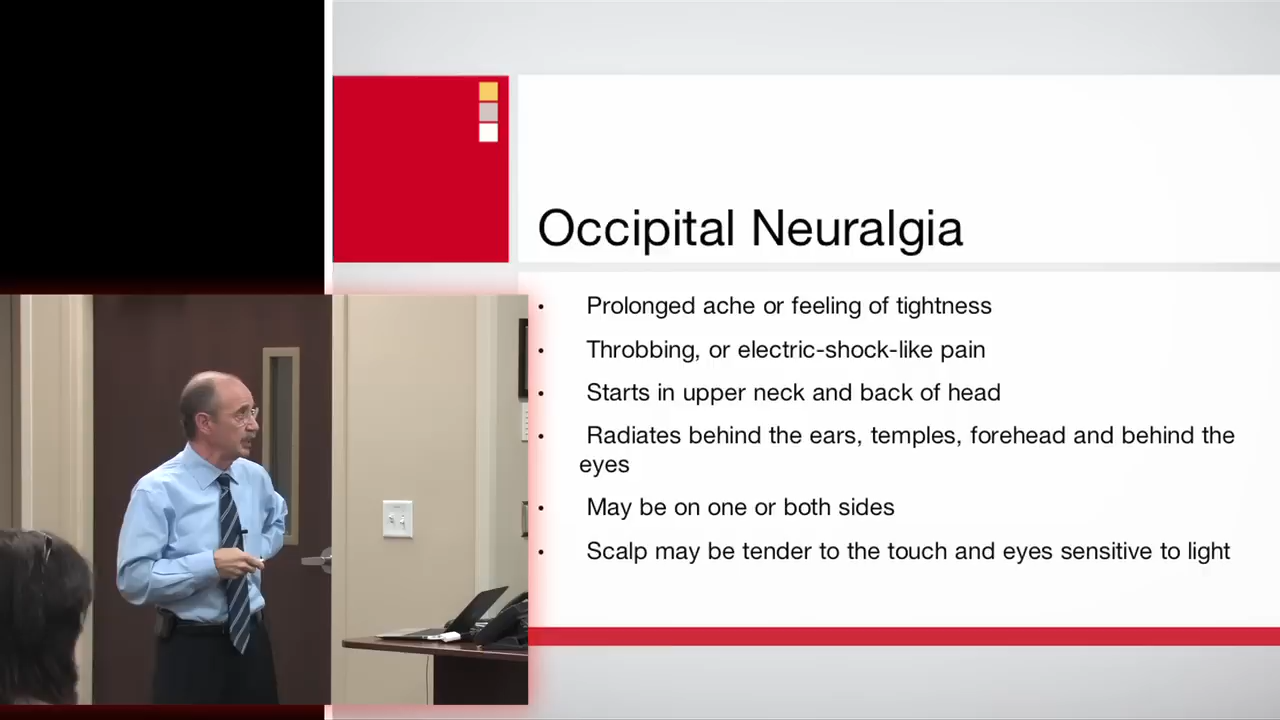 Occipital Neuralgia
• Prolonged ache or feeling of tightness
• Throbbing, or electric-shock-like pain
• Starts in upper neck and back of head
• Radiates behind the ears, temples, forehead and behind the
eyes
• May be on one or both sides
• Scalp may be tender to the touch and eyes sensitive to light